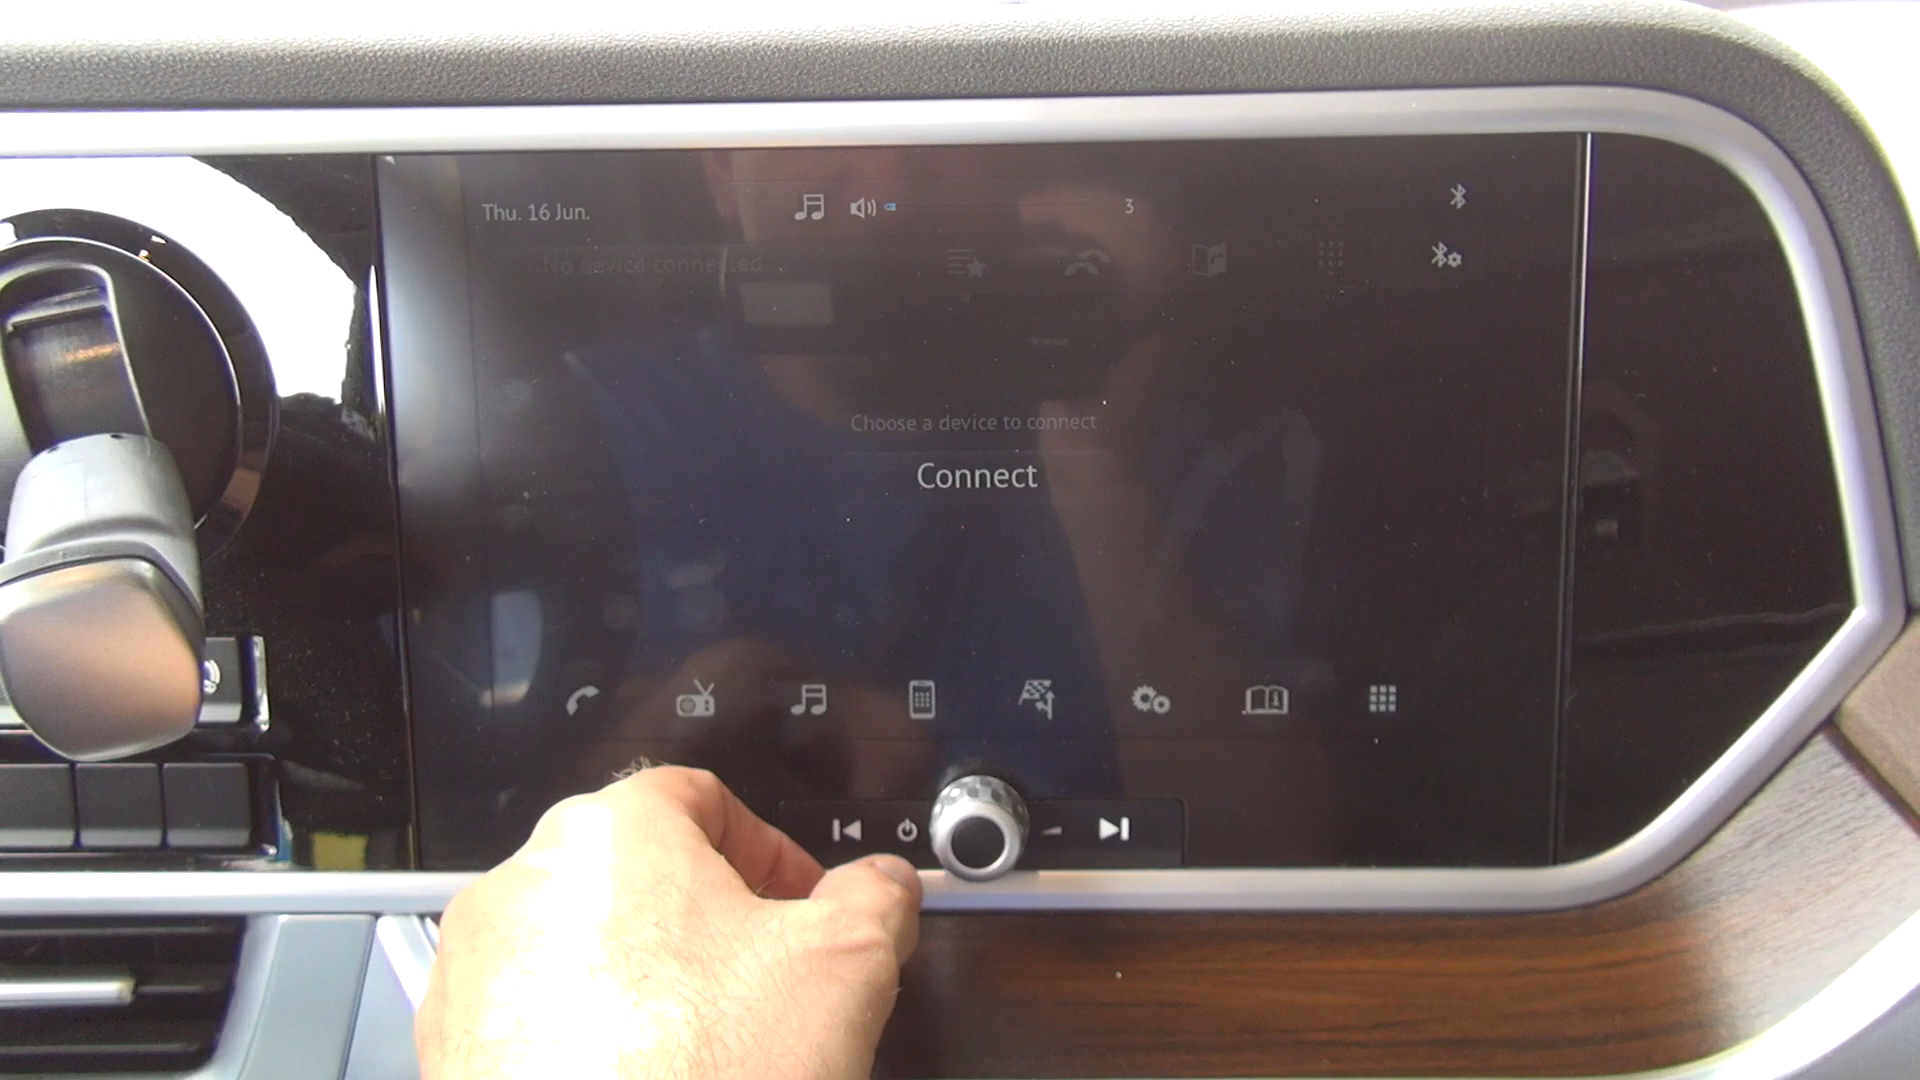 Thu. 16 Jun.
3
No device connected
Choose a device to connect
Connect